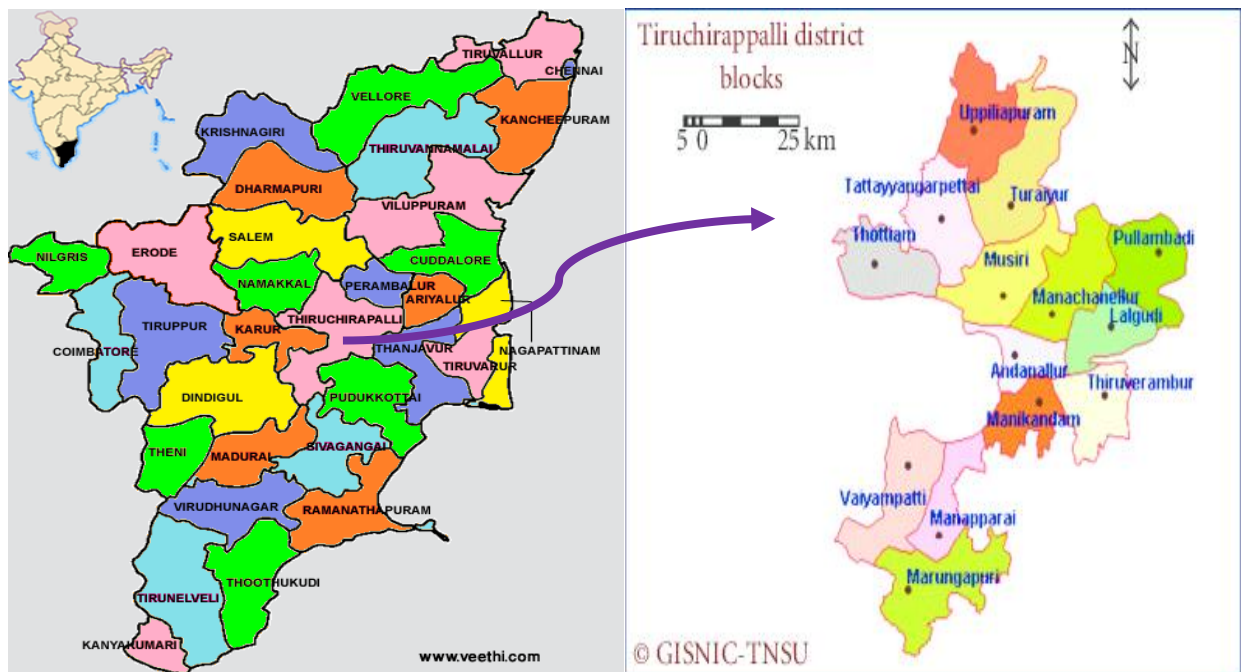 TIRUVALLUR
CHENNAI
VELLORE
KANCHEEPURAM
KRISHNAGIRI
THIRUVANNAMALAI
DHARMAPURI
VILUPPURAM
SALEM
ERODE
NILGRIS
CUDDALORE
NAMAKKAL
PERAMBALUR
ARIYALUR
THIRUCHIRAPALLI
TIRUPPUR
KARUR
COIMBATORE
THANJAVUR
NAGAPATTINAM
TIRUVARUR
DINDIGUL
PUDUKKOTTAI
THENI
MADURAI
SIVAGANGAI
VIRUDHUNAGAR
RAMANATHAPURAM
THOOTHUKUDI
TIRUNELVELI
KANYAKUMARI
www.veethi.com
Tiruchirappalli district
blocks
N
5 0 25 km
Uppiliapuram
Tattayyangarpettai
Turaiyur
Thottiam
Musiri
Pullambadi
Manachanellur
Lalgudi
Andanallur
Thiruverambur
Manikandam
Vaiyampatti
Manapparai
Marungapuri
© GISNIC-TNSU